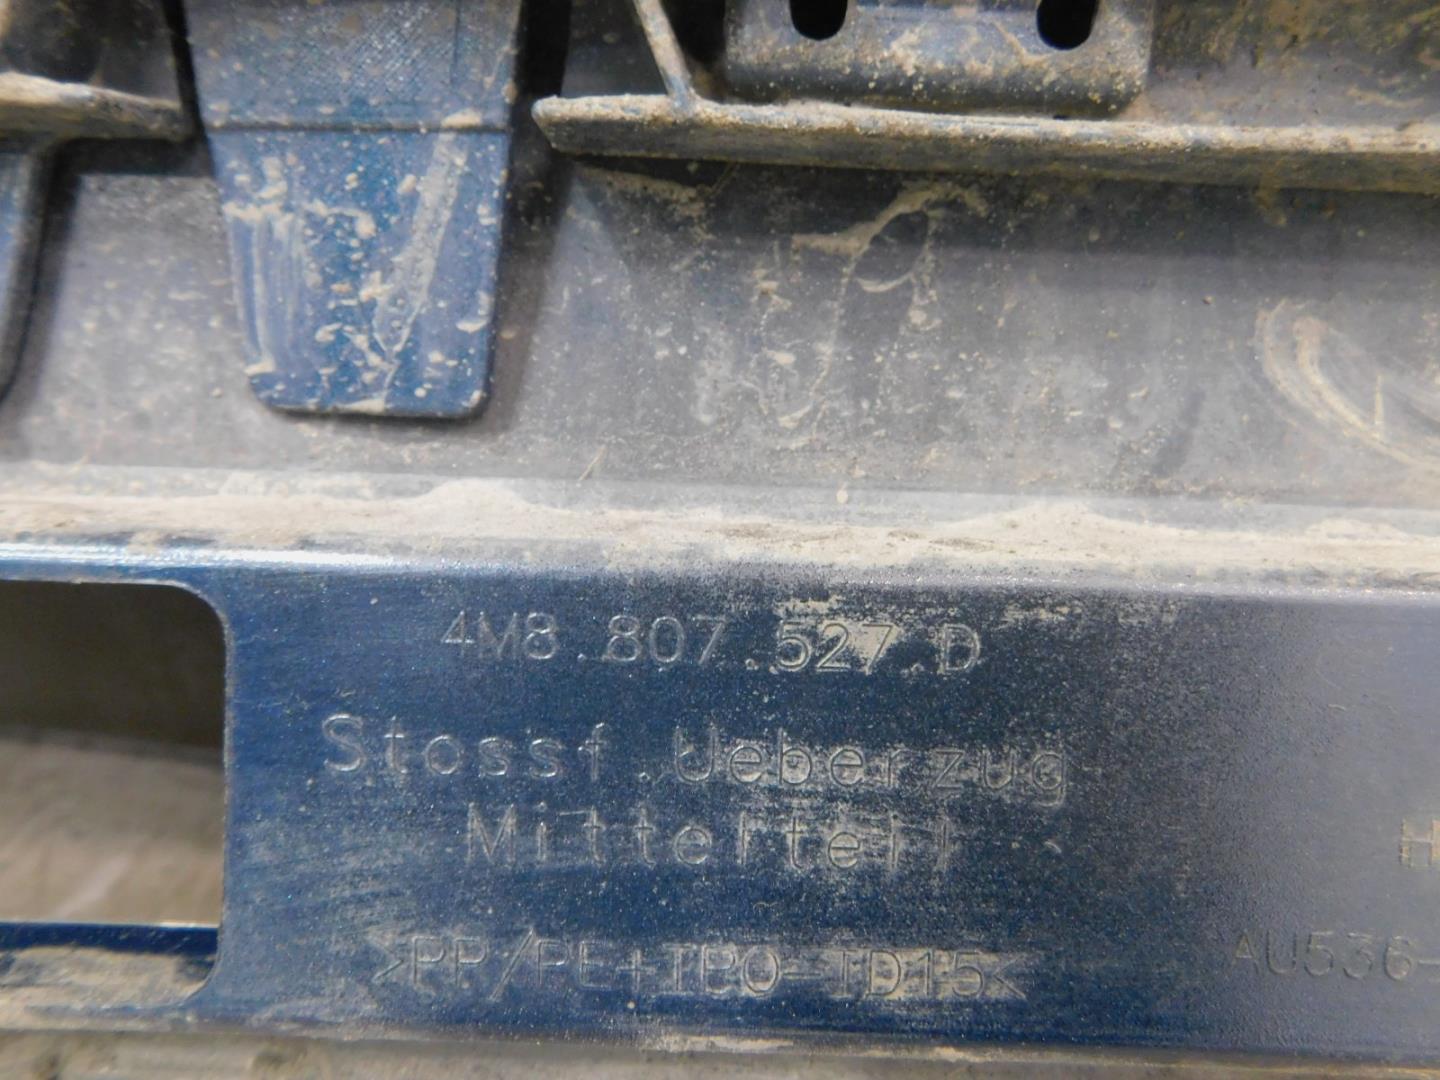 4M8.807.527.D
Stossf.Ueberzug
Mittelteil
H
>PP/PE+TPO-TD15<
AU536-